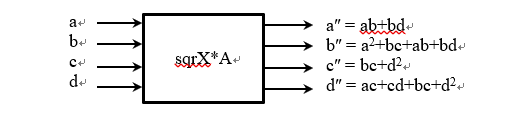 a
b
c
d
sqrX*A
a″ = ab+bd
b″ = a²+bc+ab+bd
c″ = bc+d²
d″ = ac+cd+bc+d²